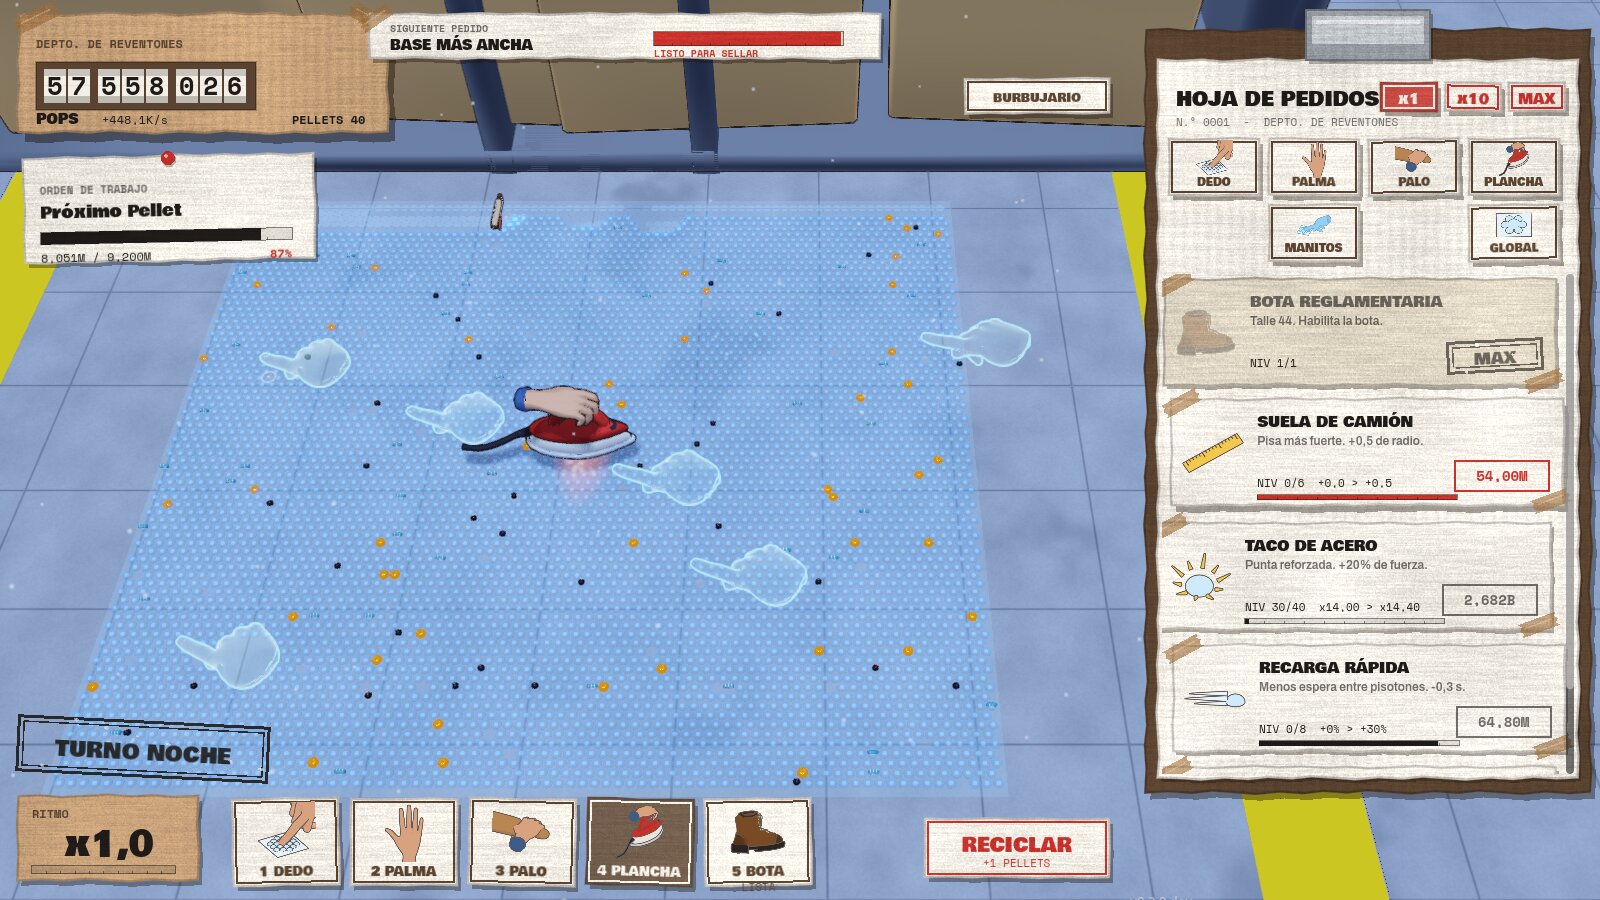 DEPTO. DE REVENTONES
57 558 026
POPS +448,1K/s PELLETS 40
SIGUIENTE PEDIDO
BASE MÁS ANCHA
LISTO PARA SELLAR
BURBUJARIO
ORDEN DE TRABAJO
Próximo Pellet
8,051M / 9,200M 87%
HOJA DE PEDIDOS x1 x10 MAX
N.° 0001 - DEPTO. DE REVENTONES
DEDO PALMA PALO PLANCHA
MANITOS GLOBAL
BOTA REGLAMENTARIA
Talle 44. Habilita la bota.
NIV 1/1 MAX
SUELA DE CAMIÓN
Pisa más fuerte. +0,5 de radio.
NIV 0/6 +0,0 > +0,5 54,00M
TACO DE ACERO
Punta reforzada. +20% de fuerza.
NIV 30/40 x14,00 > x14,40 2,682B
RECARGA RÁPIDA
Menos espera entre pisotones. -0,3 s.
NIV 0/8 +0% > +30% 64,80M
TURNO NOCHE
RITMO
x1,0
1 DEDO 2 PALMA 3 PALO 4 PLANCHA 5 BOTA
LISTA
RECICLAR
+1 PELLETS